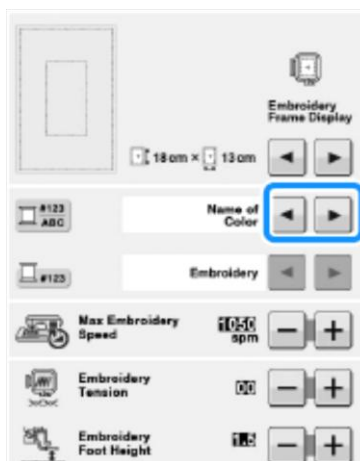 Embroidery
Frame Display
18 cm × 13 cm
#123
ABC
Name of
Color
#123
Embroidery
Max Embroidery
Speed
1050
spm
Embroidery
Tension
00
Embroidery
Foot Height
1.5